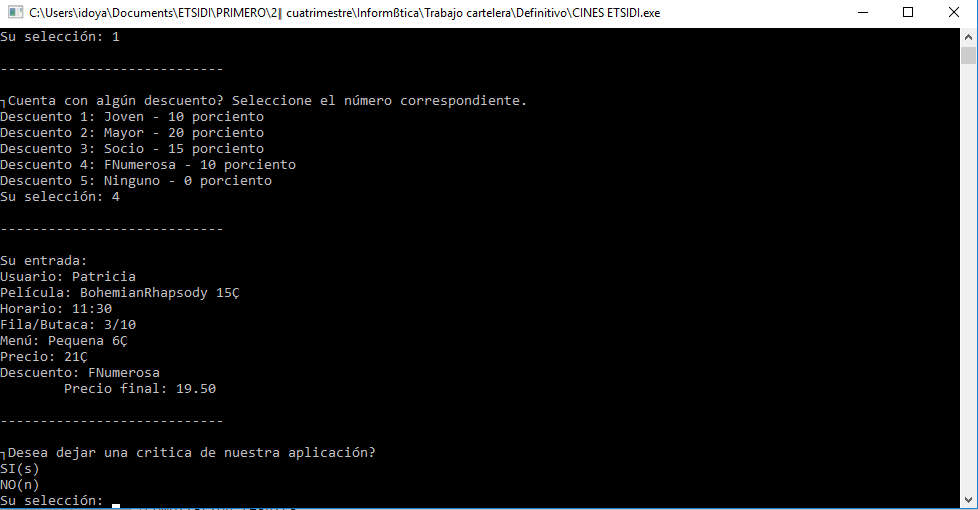 C:\Users\idoya\Documents\ETSIDI\PRIMERO\2‖ cuatrimestre\Informßtica\Trabajo cartelera\Definitivo\CINES ETSIDI.exe
Su selección: 1
----------------------------
┐Cuenta con algún descuento? Seleccione el número correspondiente.
Descuento 1: Joven - 10 porciento
Descuento 2: Mayor - 20 porciento
Descuento 3: Socio - 15 porciento
Descuento 4: FNumerosa - 10 porciento
Descuento 5: Ninguno - 0 porciento
Su selección: 4
----------------------------
Su entrada:
Usuario: Patricia
Película: BohemianRhapsody 15Ç
Horario: 11:30
Fila/Butaca: 3/10
Menú: Pequena 6Ç
Precio: 21Ç
Descuento: FNumerosa
Precio final: 19.50
----------------------------
┐Desea dejar una critica de nuestra aplicación?
SI(s)
NO(n)
Su selección: